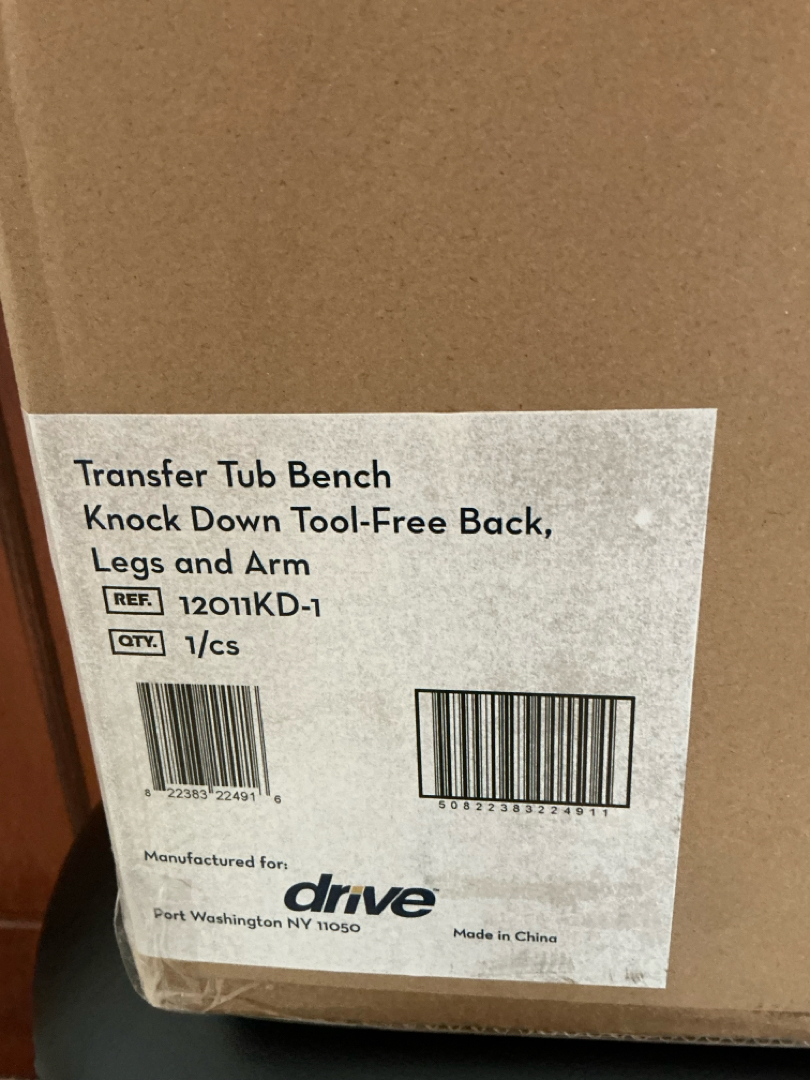 Transfer Tub Bench
Knock Down Tool-Free Back,
Legs and Arm
REF. 12011KD-1
QTY. 1/cs
8 22383 22491 6
50822383224911
Manufactured for:
drive™
Port Washington NY 11050
Made in China